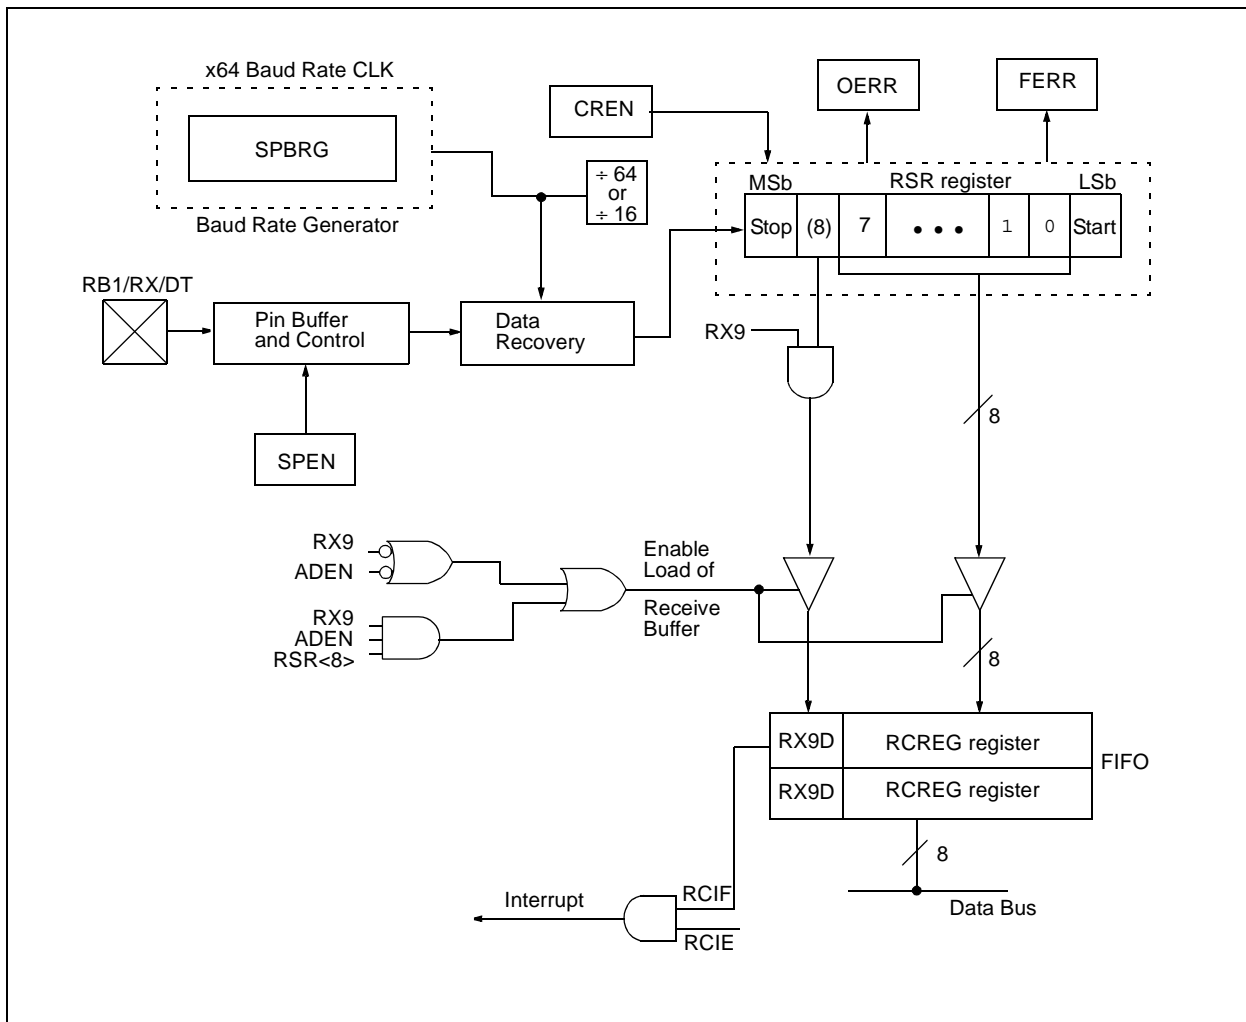 x64 Baud Rate CLK
SPBRG
Baud Rate Generator
CREN
OERR
FERR
÷ 64
or
÷ 16
MSb
RSR register
LSb
Stop
(8)
7
• • •
1
0
Start
RB1/RX/DT
Pin Buffer
and Control
Data
Recovery
RX9
8
SPEN
RX9
ADEN
Enable
Load of
Receive
Buffer
RX9
ADEN
RSR<8>
8
RX9D
RCREG register
FIFO
RX9D
RCREG register
8
Interrupt
RCIF
RCIE
Data Bus